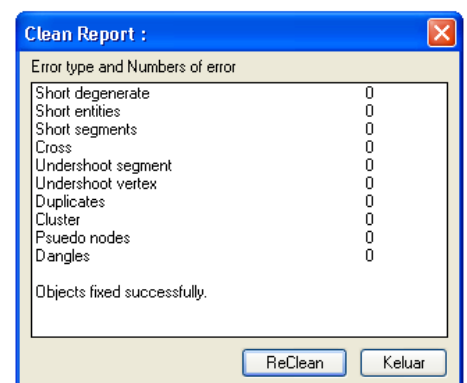 Clean Report :
Error type and Numbers of error
Short degenerate 0
Short entities 0
Short segments 0
Cross 0
Undershoot segment 0
Undershoot vertex 0
Duplicates 0
Cluster 0
Psuedo nodes 0
Dangles 0
Objects fixed successfully.
ReClean Keluar